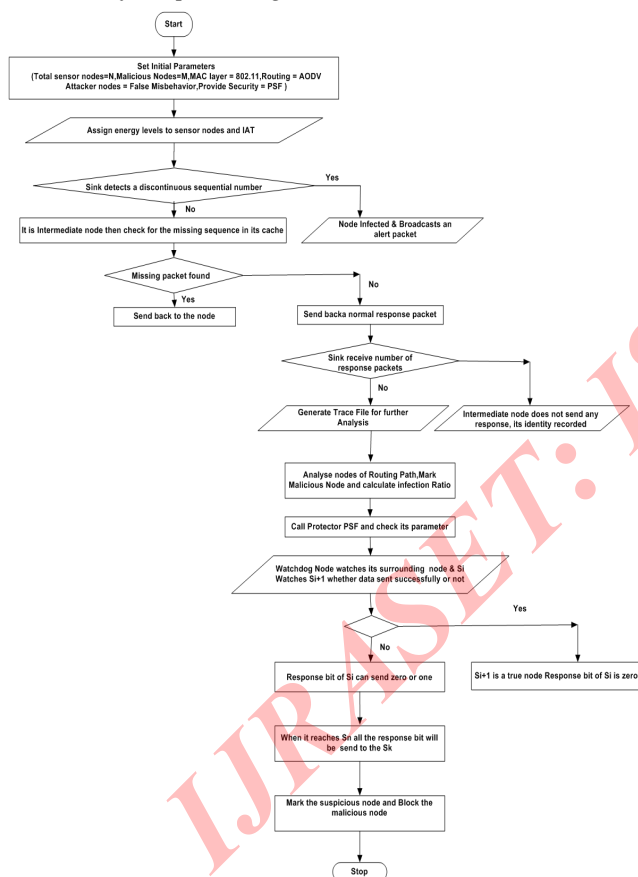 Start
Set Initial Parameters
(Total sensor nodes=N,Malicious Nodes=M,MAC layer = 802.11,Routing = AODV
Attacker nodes = False Misbehavior,Provide Security = PSF )
Assign energy levels to sensor nodes and IAT
Sink detects a discontinuous sequential number
Yes
No
Node Infected & Broadcasts an
alert packet
It is Intermediate node then check for the missing sequence in its cache
Missing packet found
No
Yes
Send back to the node
Send backa normal response packet
Sink receive number of
response packets
No
Generate Trace File for further
Analysis
Intermediate node does not send any
response, its identity recorded
Analyse nodes of Routing Path,Mark
Malicious Node and calculate infection Ratio
Call Protector PSF and check its parameter
Watchdog Node watches its surrounding node & Si
Watches Si+1 whether data sent successfully or not
Yes
No
Response bit of Si can send zero or one
Si+1 is a true node Response bit of Si is zero
When it reaches Sn all the response bit will
be send to the Sk
Mark the suspicious node and Block the
malicious node
Stop
IJRASET: I